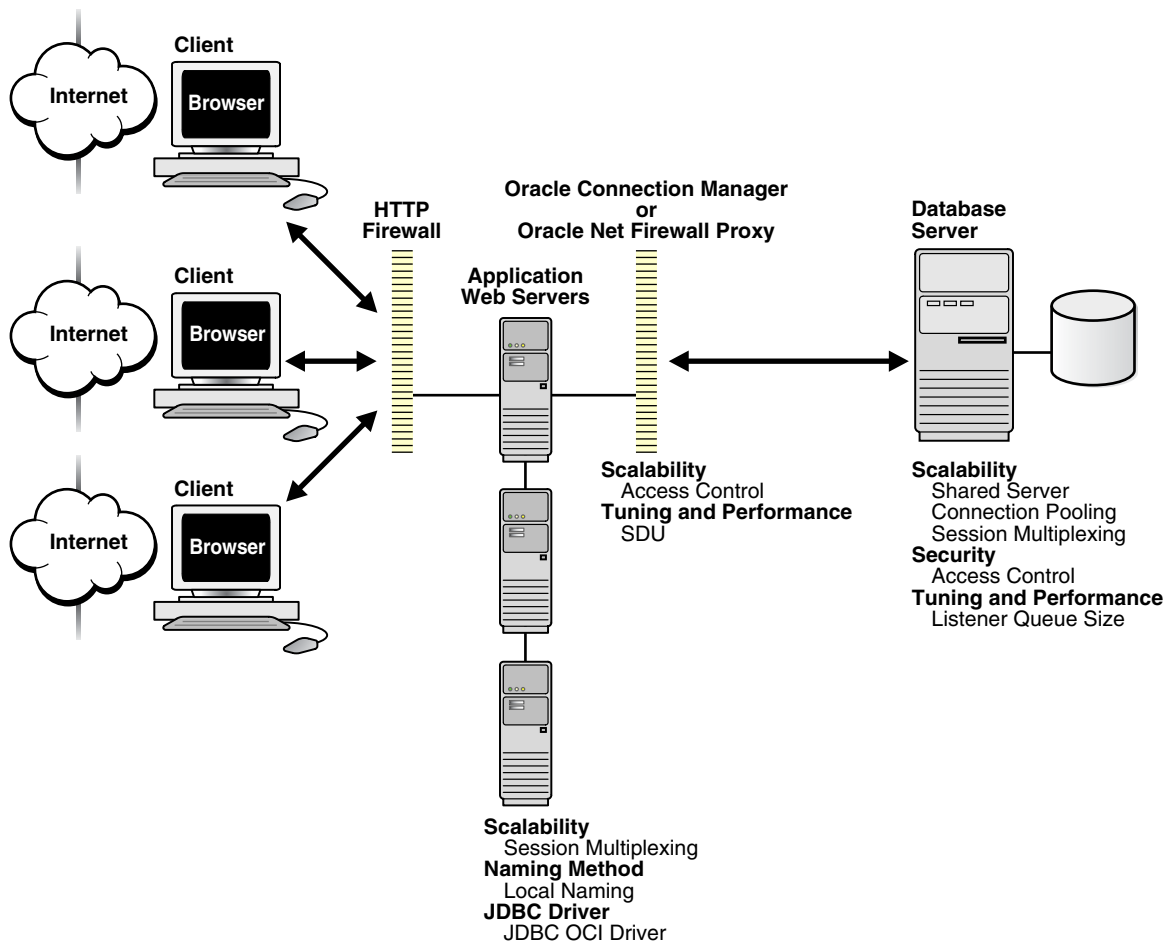 Client
Internet
Browser
Client
Internet
Browser
Client
Internet
Browser
HTTP
Firewall
Application
Web Servers
Oracle Connection Manager
or
Oracle Net Firewall Proxy
Database
Server
Scalability
Access Control
Tuning and Performance
SDU
Scalability
Shared Server
Connection Pooling
Session Multiplexing
Security
Access Control
Tuning and Performance
Listener Queue Size
Scalability
Session Multiplexing
Naming Method
Local Naming
JDBC Driver
JDBC OCI Driver